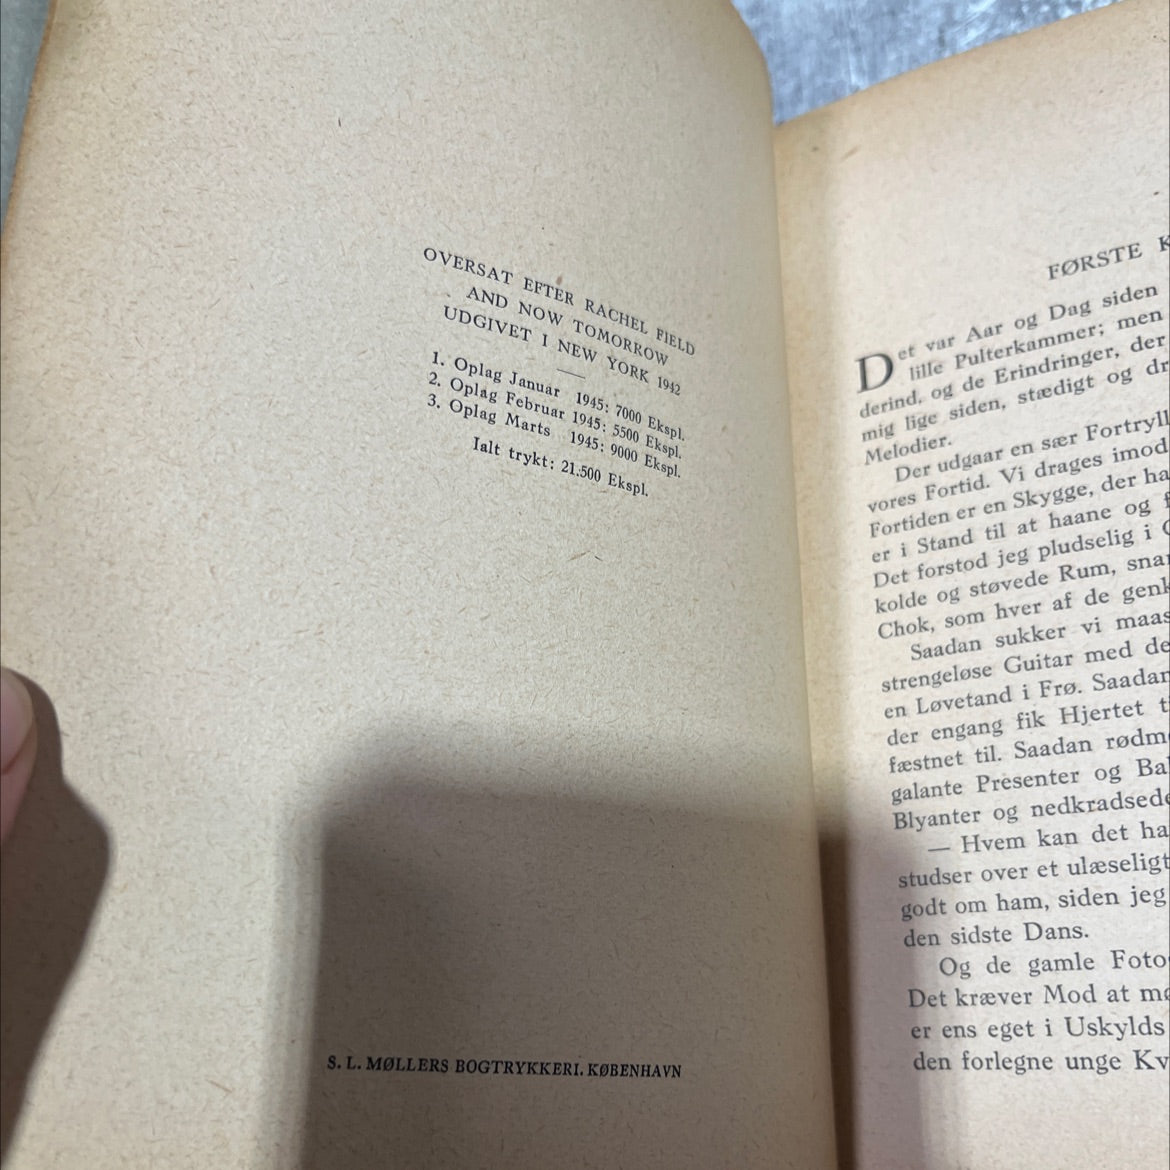 OVERSAT EFTER RACHEL FIELD
AND NOW TOMORROW
UDGIVET I NEW YORK 1942
1. Oplag Januar 1945: 7000 Ekspl.
2. Oplag Februar 1945: 5500 Ekspl.
3. Oplag Marts 1945: 9000 Ekspl.
Ialt trykt: 21.500 Ekspl.
S. L. MØLLERS BOGTRYKKERI. KØBENHAVN
FØRSTE
Det var Aar og Dag siden
lille Pulterkammer; men
derind, og de Erindringer, der
mig lige siden, stædigt og
Melodier.
Der udgaar en sær
vores Fortid. Vi drages imod
Fortiden er en Skygge, der
er i Stand til at haane og
Det forstod jeg pludselig i
kolde og støvede Rum,
Chok, som hver af de
Saadan sukker vi
strengeløse Guitar med
en Løvetand i Frø. Saadan
der engang fik Hjertet
fæstnet til. Saadan
galante Presenter og
Blyanter og
— Hvem kan det
studser over et
godt om ham, siden jeg
den sidste Dans.
Og de gamle
Det kræver Mod at
er ens eget i
den forlegne unge